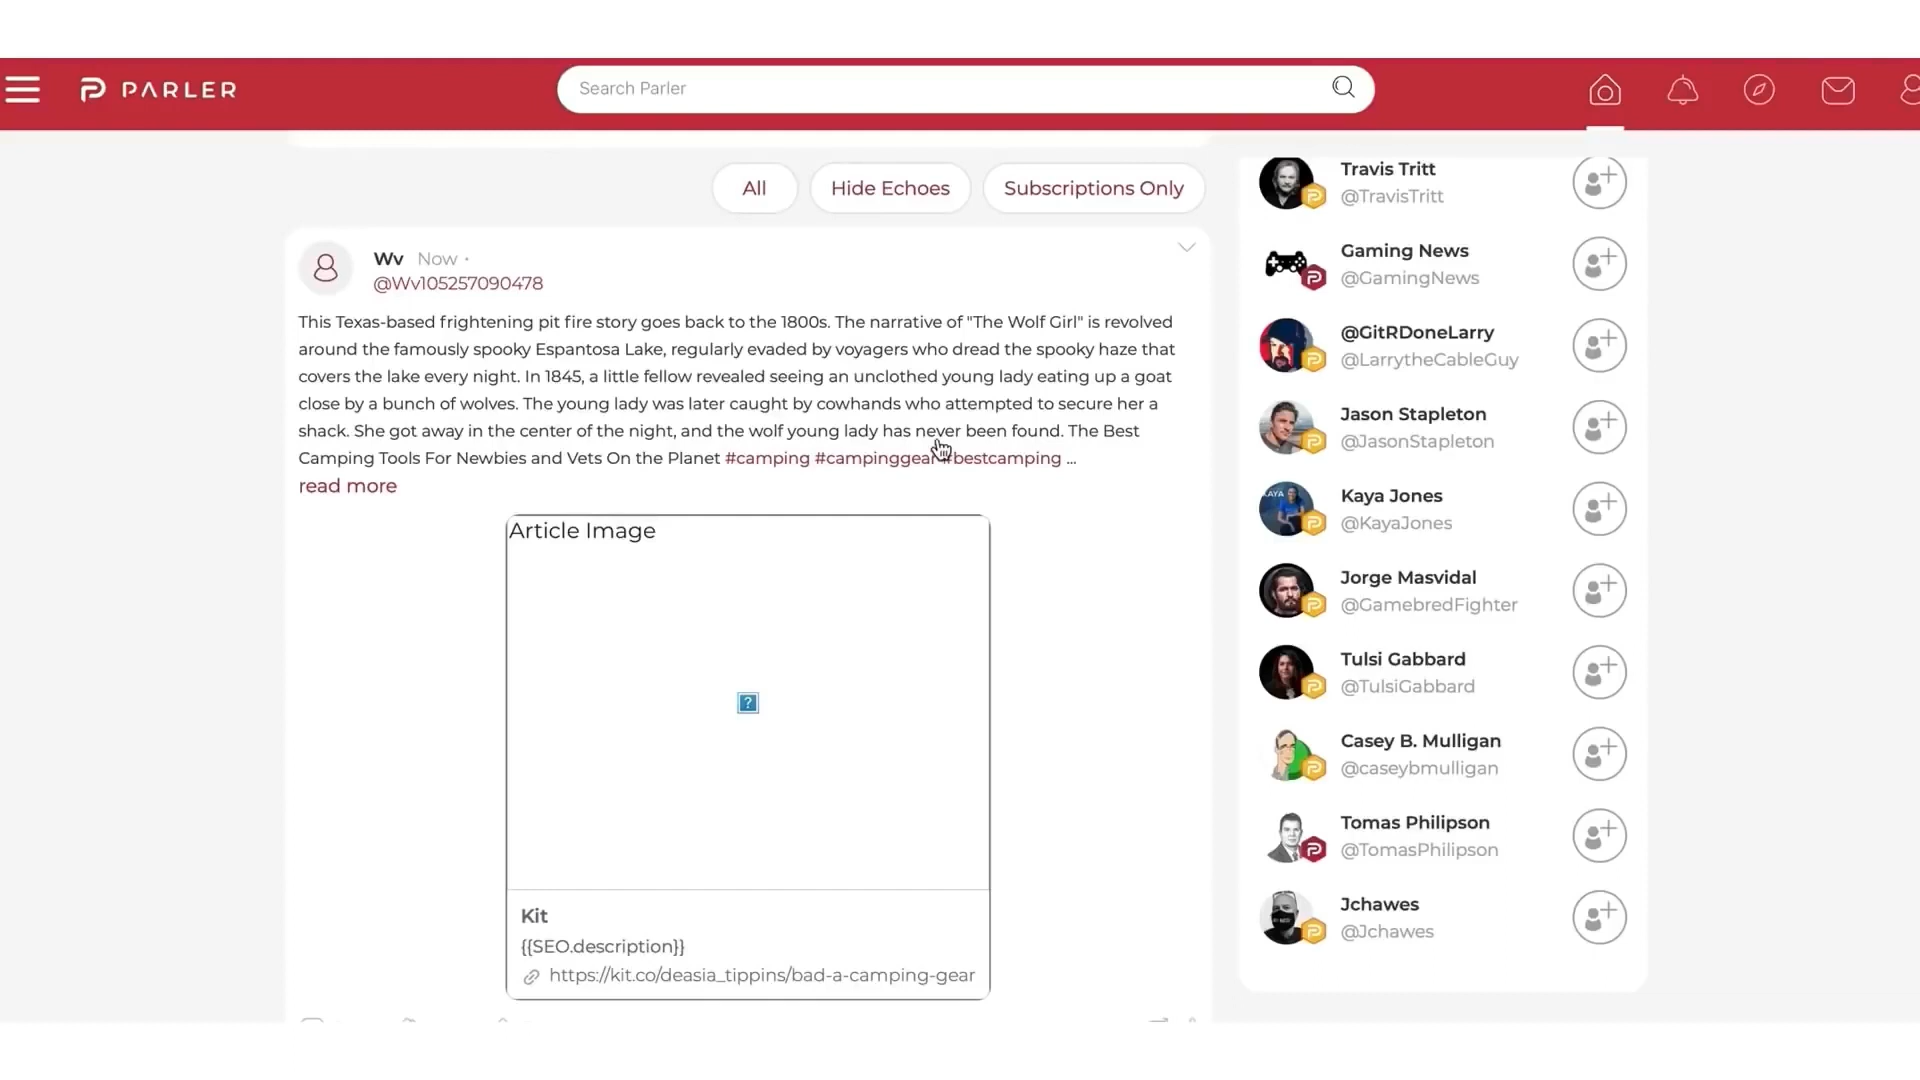 PARLER
Search Parler
All
Hide Echoes
Subscriptions Only
Wv Now •
@Wv105257090478
This Texas-based frightening pit fire story goes back to the 1800s. The narrative of "The Wolf Girl" is revolved
around the famously spooky Espantosa Lake, regularly evaded by voyagers who dread the spooky haze that
covers the lake every night. In 1845, a little fellow revealed seeing an unclothed young lady eating up a goat
close by a bunch of wolves. The young lady was later caught by cowhands who attempted to secure her a
shack. She got away in the center of the night, and the wolf young lady has never been found. The Best
Camping Tools For Newbies and Vets On the Planet #camping #campinggear #bestcamping ...
read more
Article Image
Kit
{{SEO.description}}
https://kit.co/deasia_tippins/bad-a-camping-gear
Travis Tritt
@TravisTritt
Gaming News
@GamingNews
@GitRDoneLarry
@LarrytheCableGuy
Jason Stapleton
@JasonStapleton
Kaya Jones
@KayaJones
Jorge Masvidal
@GamebredFighter
Tulsi Gabbard
@TulsiGabbard
Casey B. Mulligan
@caseybmulligan
Tomas Philipson
@TomasPhilipson
Jchawes
@Jchawes